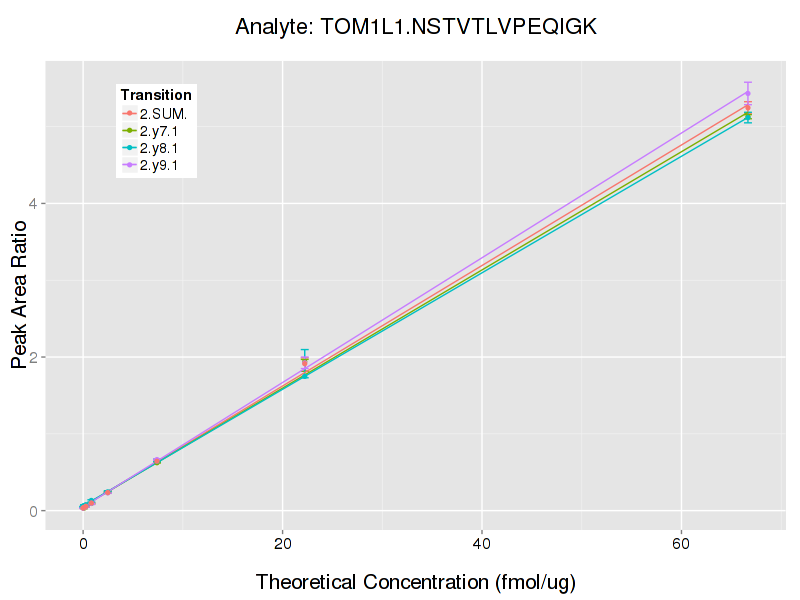 Analyte: TOM1L1.NSTVTLVPEQIGK
Transition
2.SUM.
2.y7.1
2.y8.1
2.y9.1
Peak Area Ratio
4
2
0
0 20 40 60
Theoretical Concentration (fmol/ug)